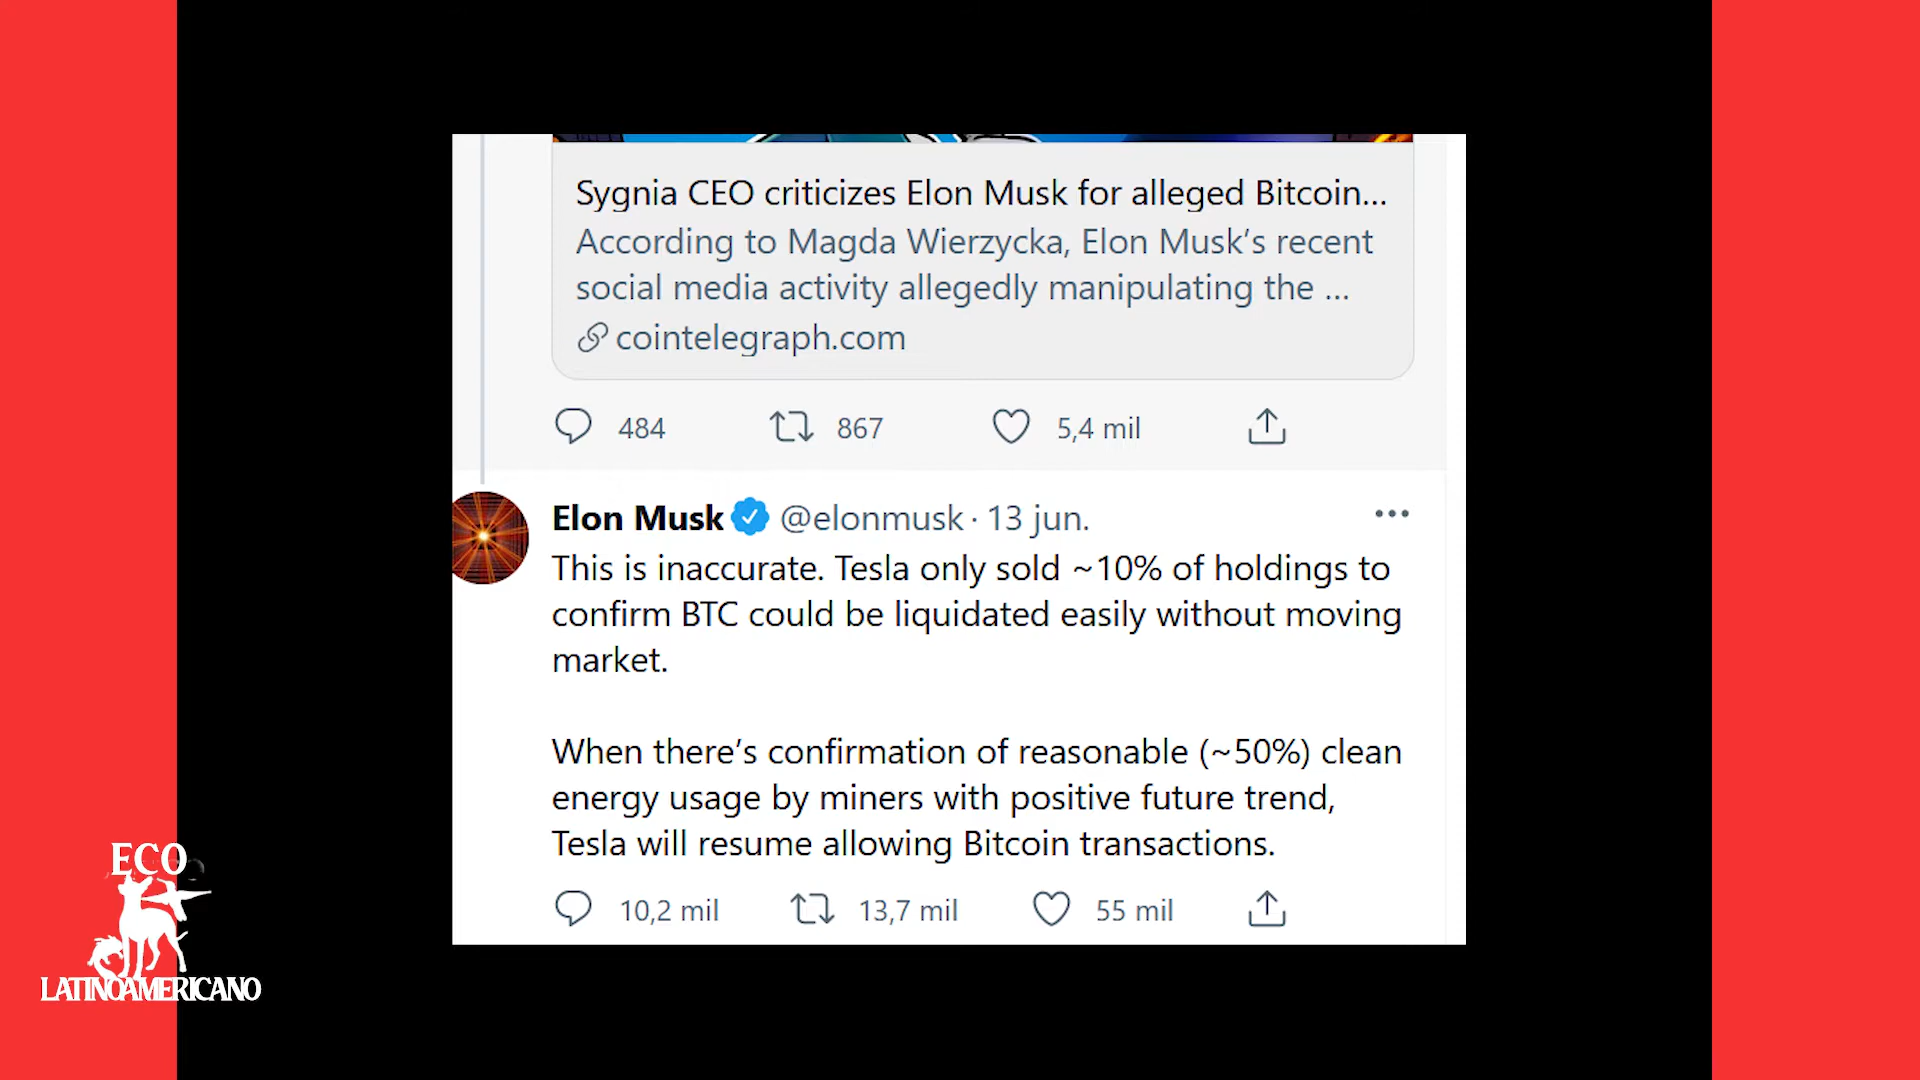 Sygnia CEO criticizes Elon Musk for alleged Bitcoin...
According to Magda Wierzycka, Elon Musk’s recent
social media activity allegedly manipulating the ...
cointelegraph.com
484 867 5,4 mil
Elon Musk @elonmusk · 13 jun.
This is inaccurate. Tesla only sold ~10% of holdings to
confirm BTC could be liquidated easily without moving
market.
When there’s confirmation of reasonable (~50%) clean
energy usage by miners with positive future trend,
Tesla will resume allowing Bitcoin transactions.
10,2 mil 13,7 mil 55 mil
ECO
LATINOAMERICANO